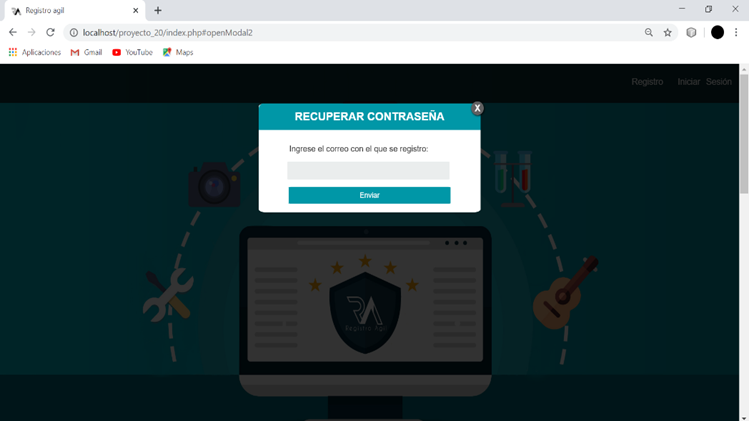 Registro agil
localhost/proyecto_20/index.php#openModal2
Aplicaciones Gmail YouTube Maps
Registro Iniciar Sesión
X
RECUPERAR CONTRASEÑA
Ingrese el correo con el que se registro:
Enviar
RA
Registro Agil